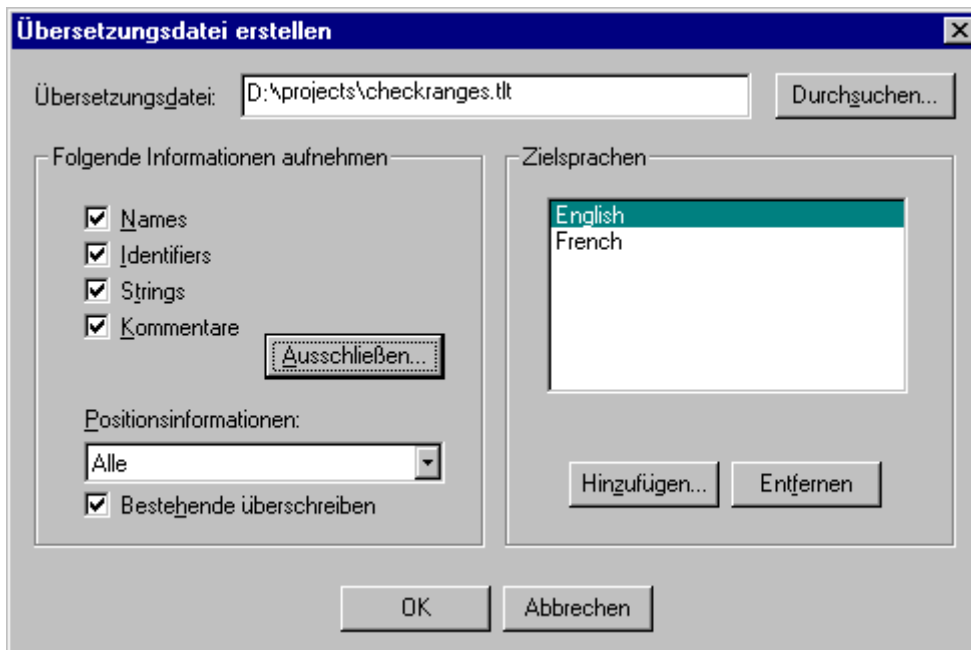 Übersetzungsdatei erstellen
Übersetzungsdatei: D:\projects\checkranges.tlt Durchsuchen...
Folgende Informationen aufnehmen
Names
Identifiers
Strings
Kommentare
Ausschließen...
Positionsinformationen:
Alle
Bestehende überschreiben
Zielsprachen
English
French
Hinzufügen... Entfernen
OK Abbrechen